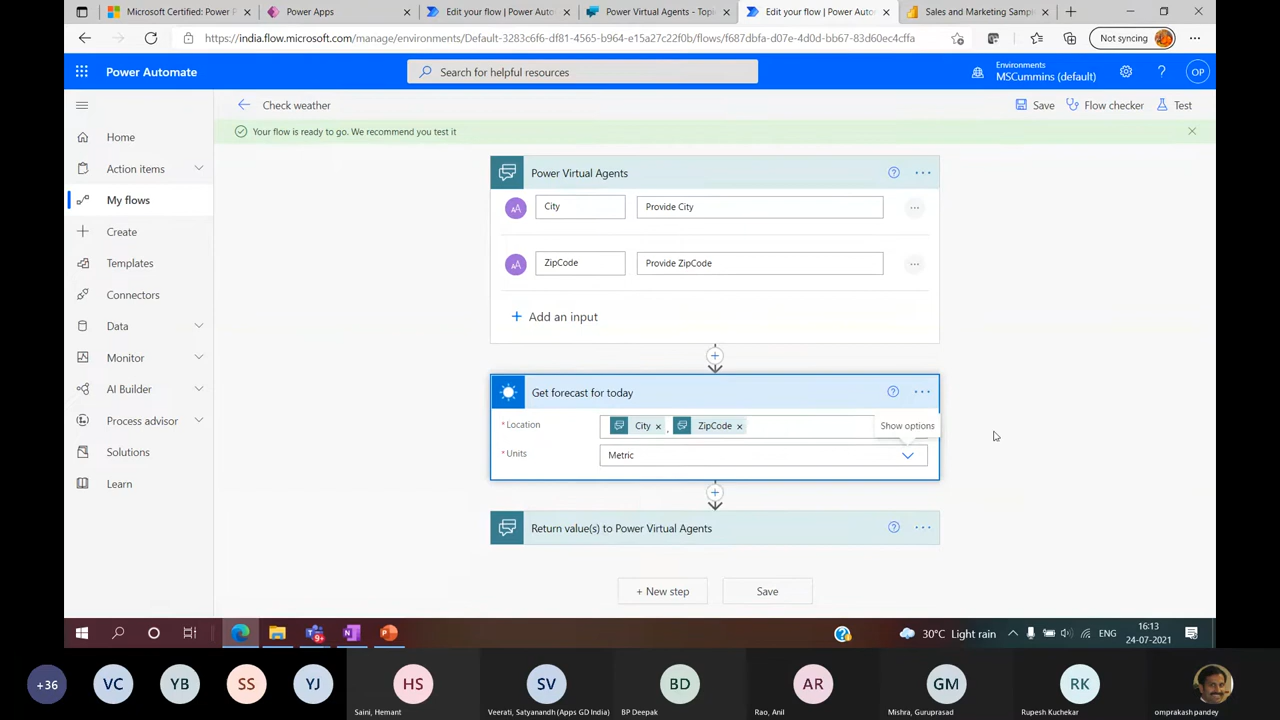 Microsoft Certified: Power P
Power Apps
Edit your flow | Power Autom
Power Virtual Agents - Topi
Edit your flow | Power Auto
Sales and Marketing Sampl
https://india.flow.microsoft.com/manage/environments/Default-3283c6f6-df81-4565-b964-e15a27c22f0b/flows/f687dbfa-d07e-4d0d-bb67-83d60ec4cffa
Not syncing
Power Automate
Search for helpful resources
Environments
MSCummins (default)
OP
Check weather
Save
Flow checker
Test
Your flow is ready to go. We recommend you test it
Home
Action items
My flows
Create
Templates
Connectors
Data
Monitor
AI Builder
Process advisor
Solutions
Learn
Power Virtual Agents
City
Provide City
ZipCode
Provide ZipCode
+ Add an input
Get forecast for today
* Location
City x , ZipCode x
Show options
* Units
Metric
Return value(s) to Power Virtual Agents
+ New step
Save
9+
30°C Light rain
ENG
16:13
24-07-2021
+36
VC
YB
SS
YJ
HS
SV
BD
AR
GM
RK
Saini, Hemant
Veerati, Satyanandh (Apps GD India)
BP Deepak
Rao, Anil
Mishra, Guruprasad
Rupesh Kuchekar
omprakash pandey